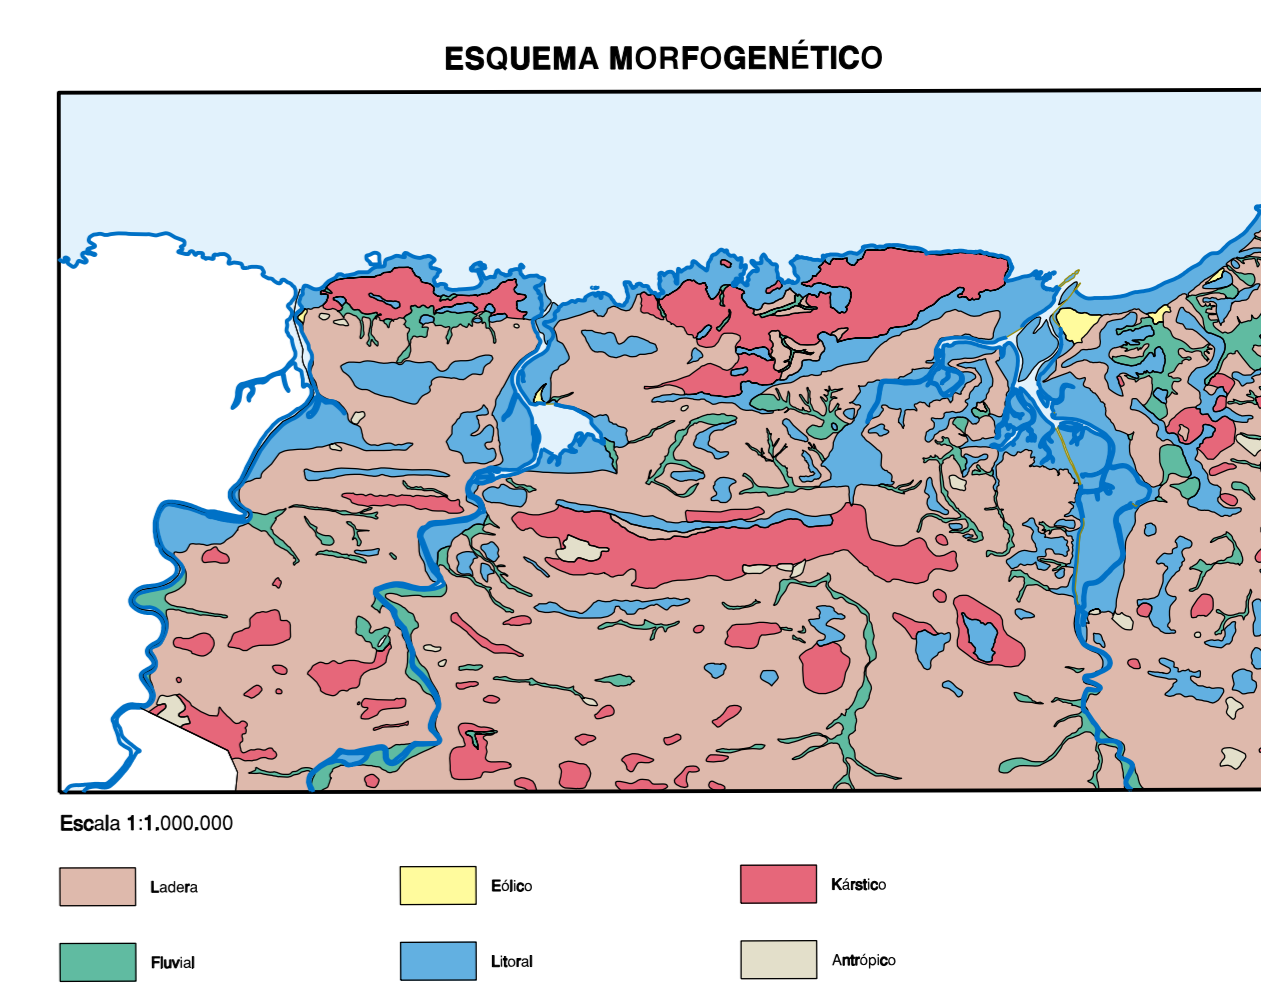 ESQUEMA MORFOGENÉTICO
Escala 1:1.000.000
Ladera
Eólico
Kárstico
Fluvial
Litoral
Antrópico